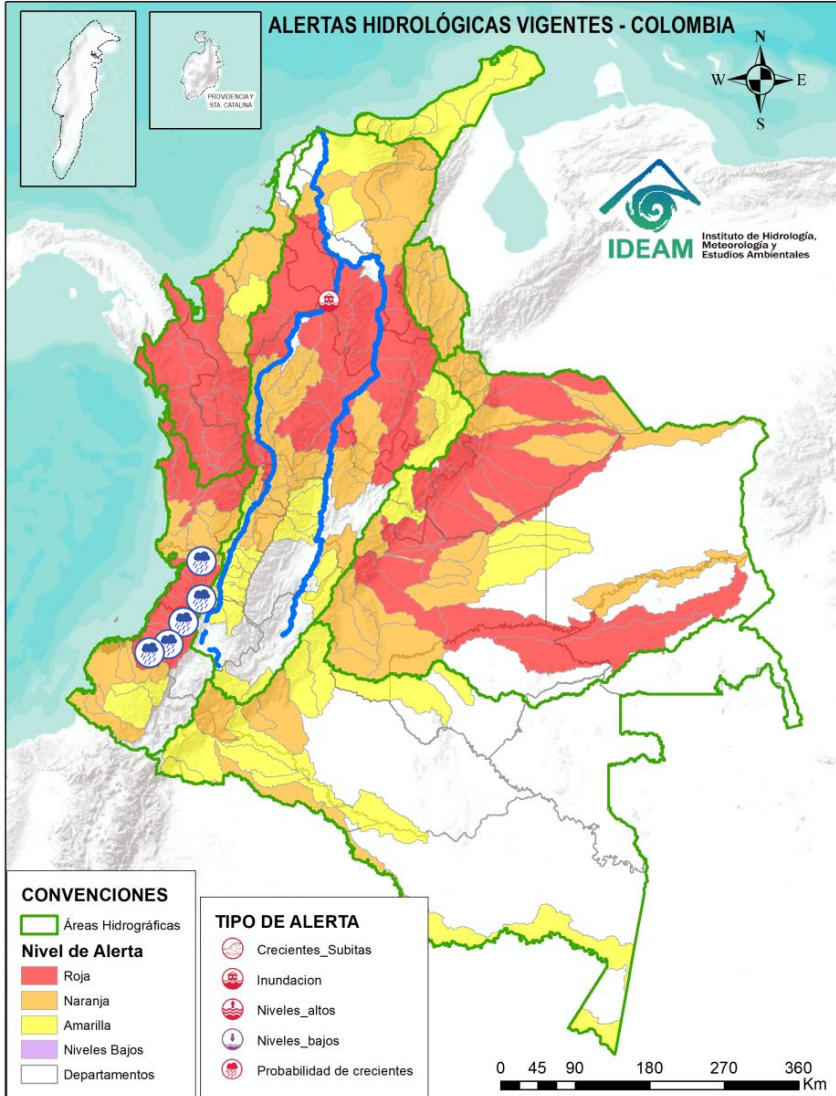 ALERTAS HIDROLÓGICAS VIGENTES - COLOMBIA
PROVIDENCIA Y
STA. CATALINA
N
W
E
S
IDEAM
Instituto de Hidrología,
Meteorología y
Estudios Ambientales
CONVENCIONES
Áreas Hidrográficas
Nivel de Alerta
Roja
Naranja
Amarilla
Niveles Bajos
Departamentos
TIPO DE ALERTA
Crecientes_Subitas
Inundacion
Niveles_altos
Niveles_bajos
Probabilidad de crecientes
0 45 90 180 270 360
Km